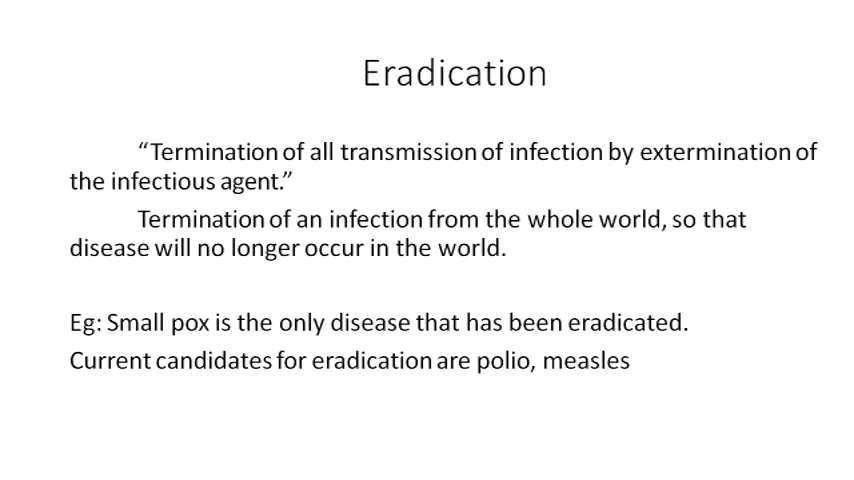 Eradication
“Termination of all transmission of infection by extermination of
the infectious agent.”
Termination of an infection from the whole world, so that
disease will no longer occur in the world.
Eg: Small pox is the only disease that has been eradicated.
Current candidates for eradication are polio, measles